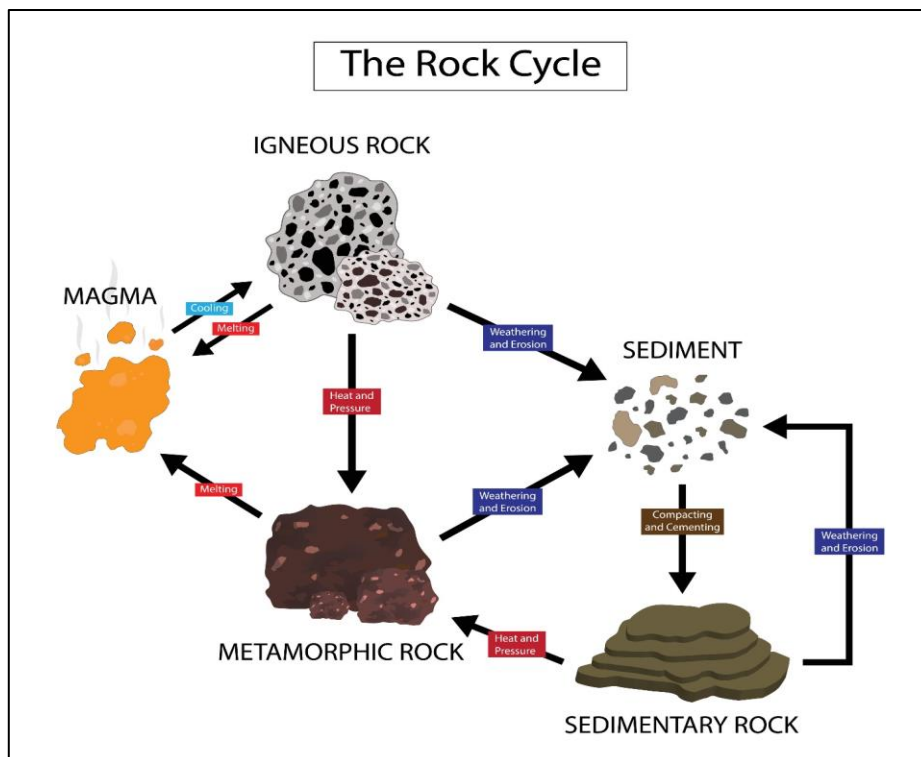 The Rock Cycle
IGNEOUS ROCK
MAGMA
Cooling
Melting
Weathering
and Erosion
SEDIMENT
Heat and
Pressure
Melting
Weathering
and Erosion
Compacting
and Cementing
Weathering
and Erosion
METAMORPHIC ROCK
Heat and
Pressure
SEDIMENTARY ROCK